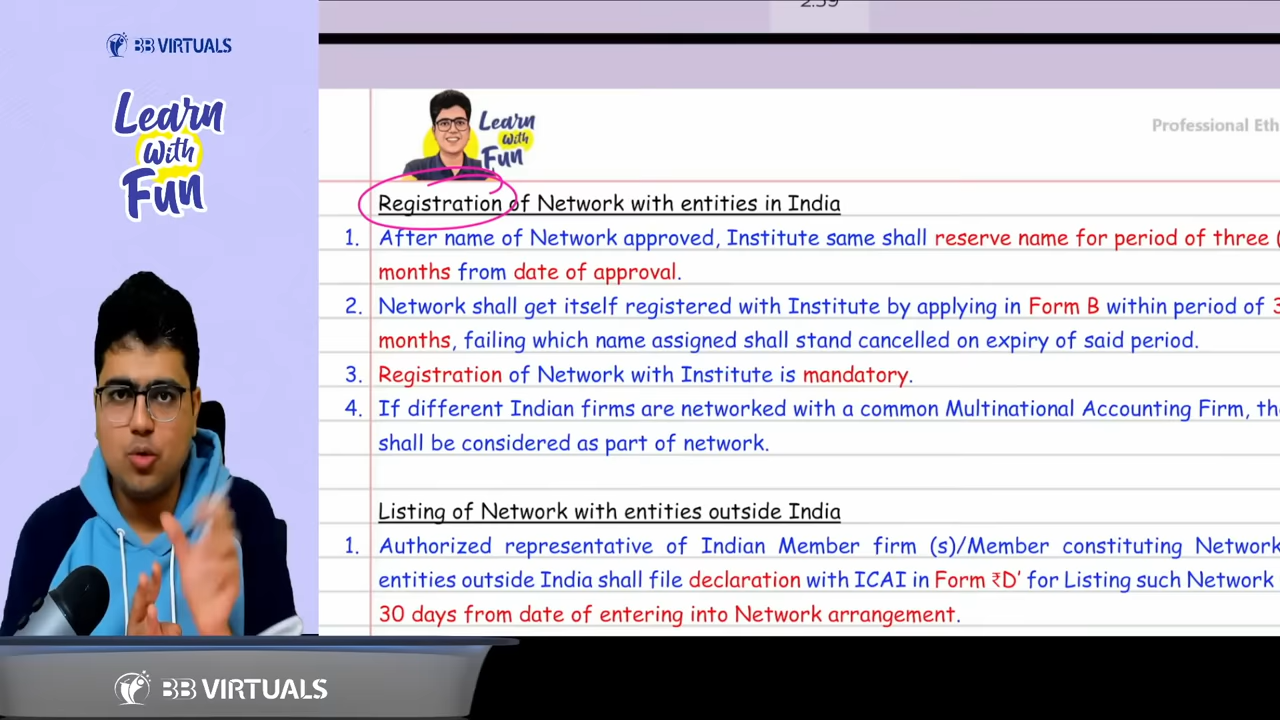 2.39
BB VIRTUALS
Learn
With
Fun
Learn
With
Fun
Professional Eth
Registration of Network with entities in India
1. After name of Network approved, Institute same shall reserve name for period of three (
months from date of approval.
2. Network shall get itself registered with Institute by applying in Form B within period of 3
months, failing which name assigned shall stand cancelled on expiry of said period.
3. Registration of Network with Institute is mandatory.
4. If different Indian firms are networked with a common Multinational Accounting Firm, the
shall be considered as part of network.
Listing of Network with entities outside India
1. Authorized representative of Indian Member firm (s)/Member constituting Network
entities outside India shall file declaration with ICAI in Form ₹D' for Listing such Network
30 days from date of entering into Network arrangement.
BB VIRTUALS